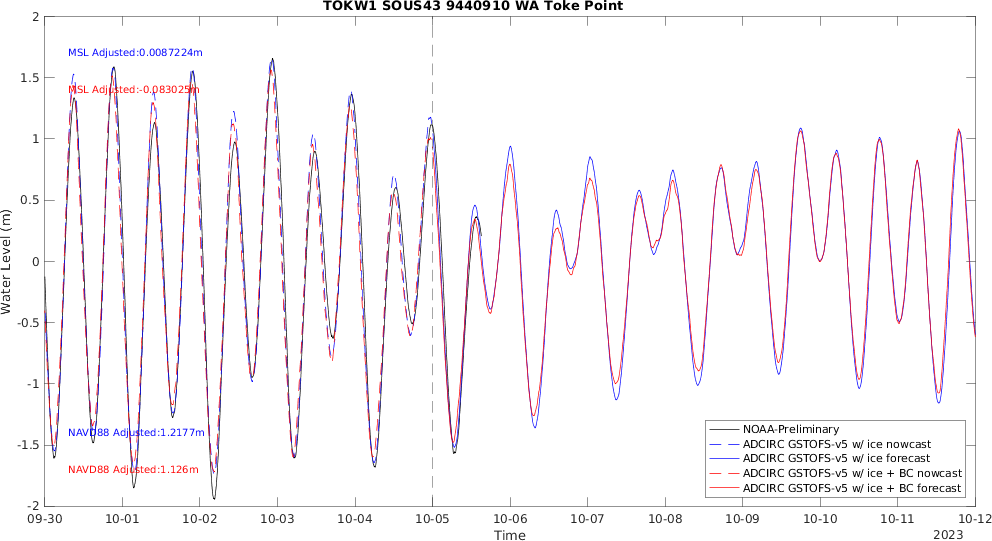 TOKW1 SOUS43 9440910 WA Toke Point
2
1.5
1
0.5
0
-0.5
-1
-1.5
-2
Water Level (m)
MSL Adjusted:0.0087224m
MSL Adjusted:-0.083025m
NAVD88 Adjusted:1.2177m
NAVD88 Adjusted:1.126m
NOAA-Preliminary
ADCIRC GSTOFS-v5 w/ ice nowcast
ADCIRC GSTOFS-v5 w/ ice forecast
ADCIRC GSTOFS-v5 w/ ice + BC nowcast
ADCIRC GSTOFS-v5 w/ ice + BC forecast
09-30 10-01 10-02 10-03 10-04 10-05 10-06 10-07 10-08 10-09 10-10 10-11 10-12
Time
2023